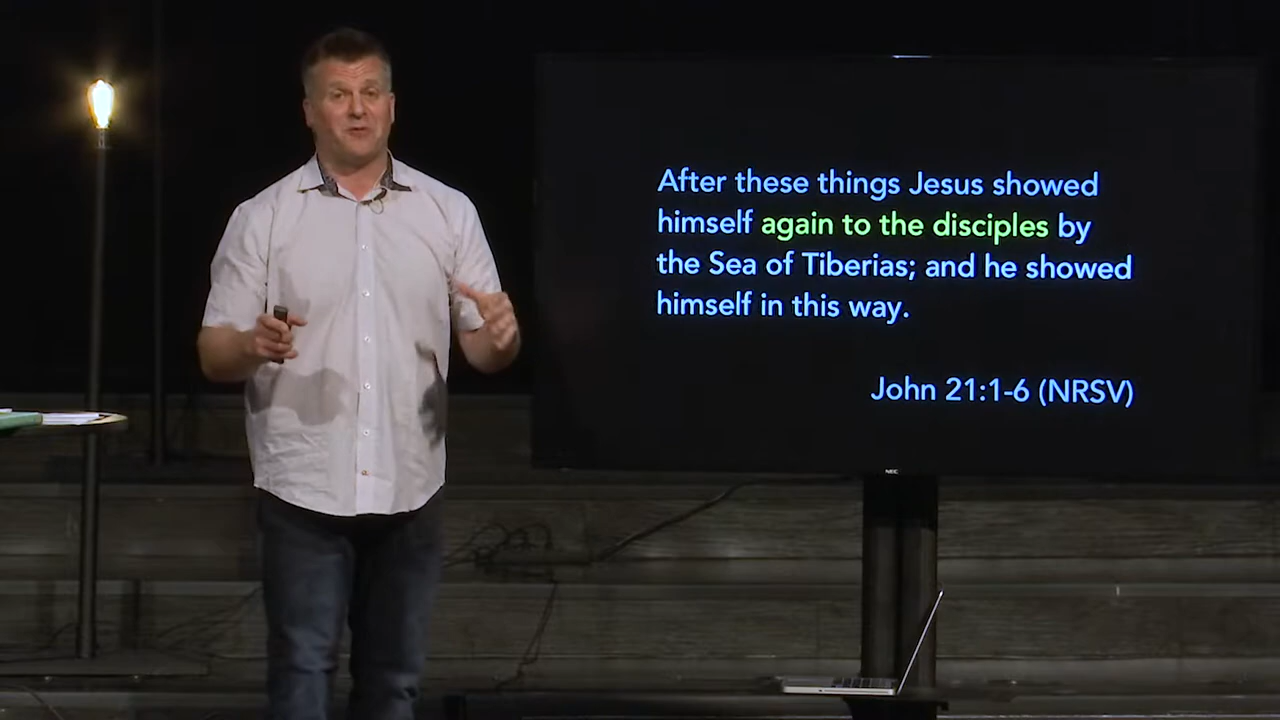 After these things Jesus showed
himself again to the disciples by
the Sea of Tiberias; and he showed
himself in this way.
John 21:1-6 (NRSV)
NEC